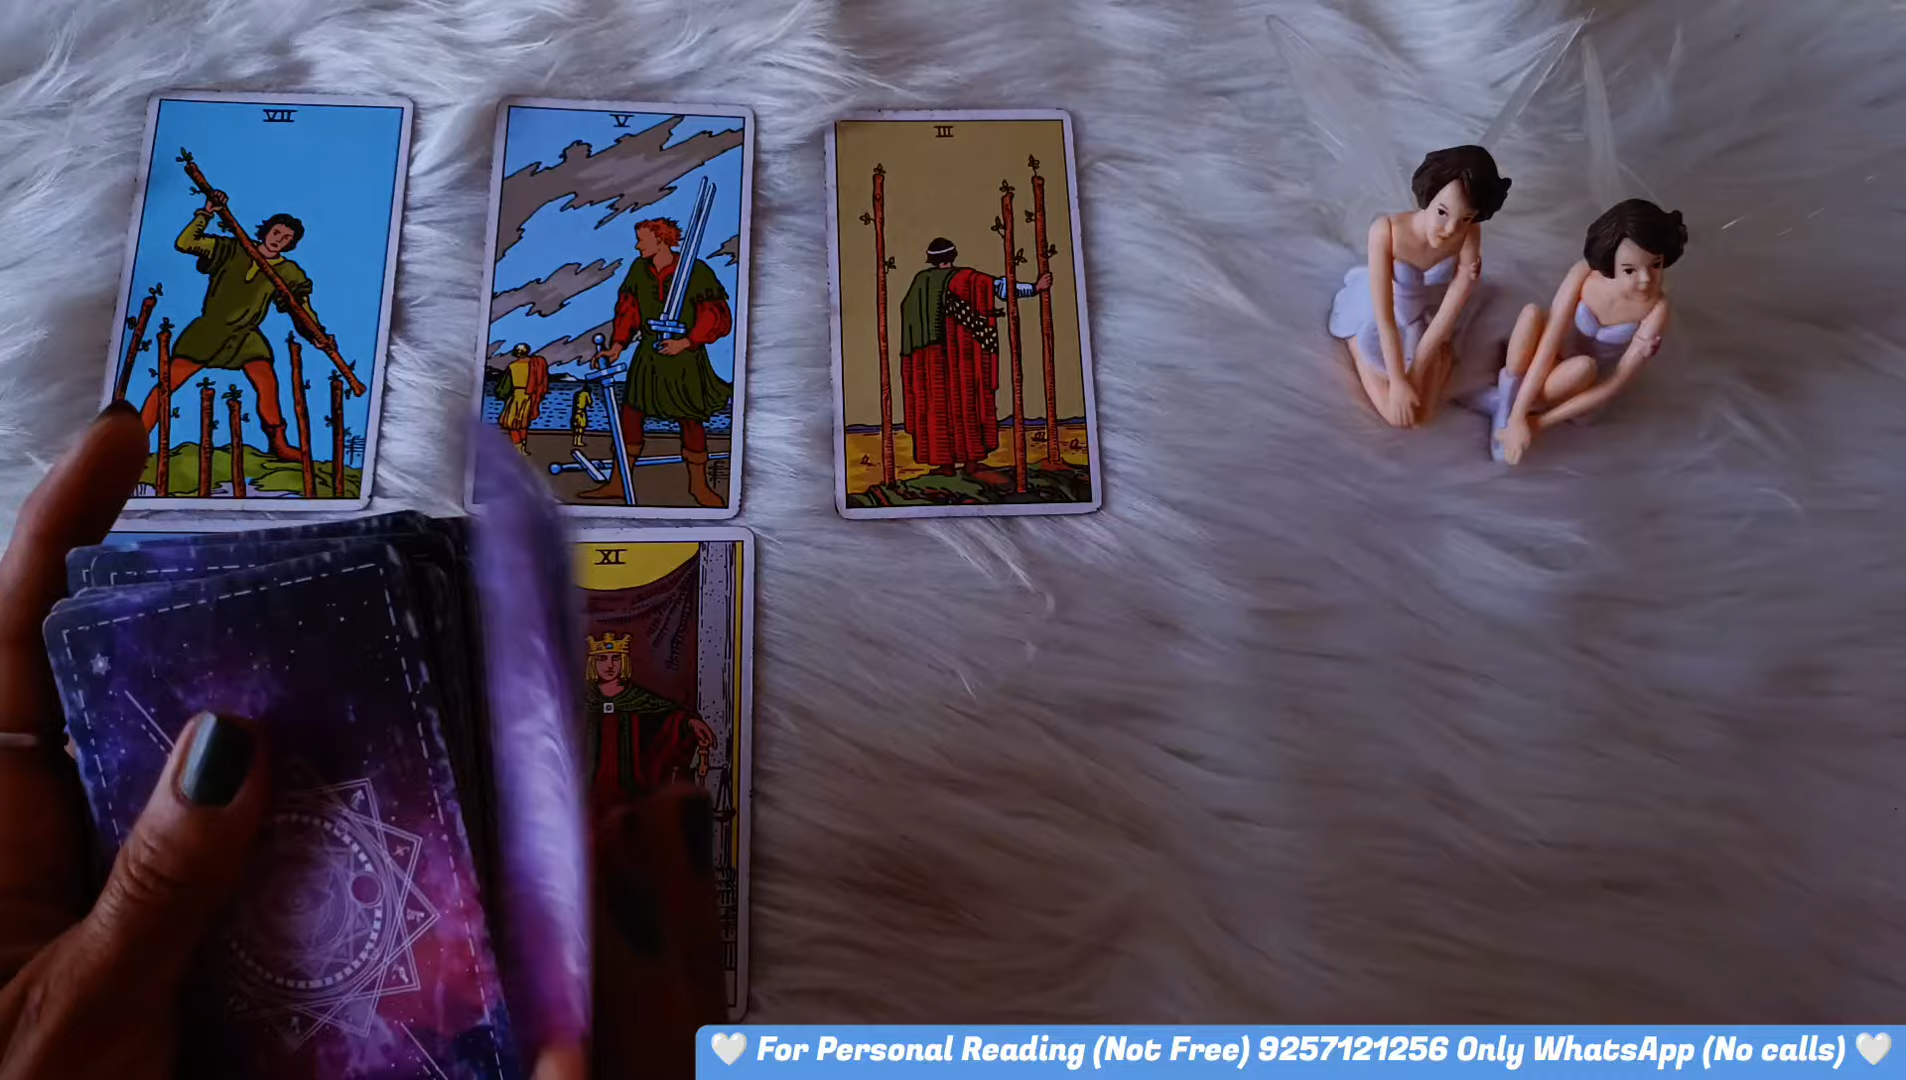 VII
V
III
XI
🤍 For Personal Reading (Not Free) 9257121256 Only WhatsApp (No calls) 🤍